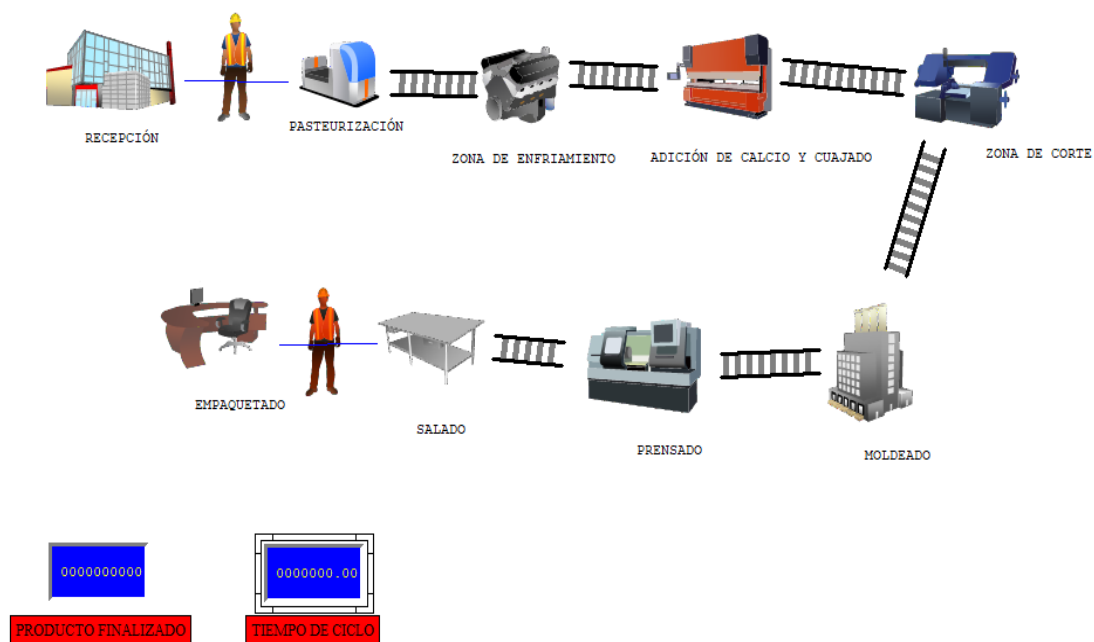 RECEPCIÓN
PASTEURIZACIÓN
ZONA DE ENFRIAMIENTO
ADICIÓN DE CALCIO Y CUAJADO
ZONA DE CORTE
EMPAQUETADO
SALADO
PRENSADO
MOLDEADO
0000000000
0000000.00
PRODUCTO FINALIZADO
TIEMPO DE CICLO